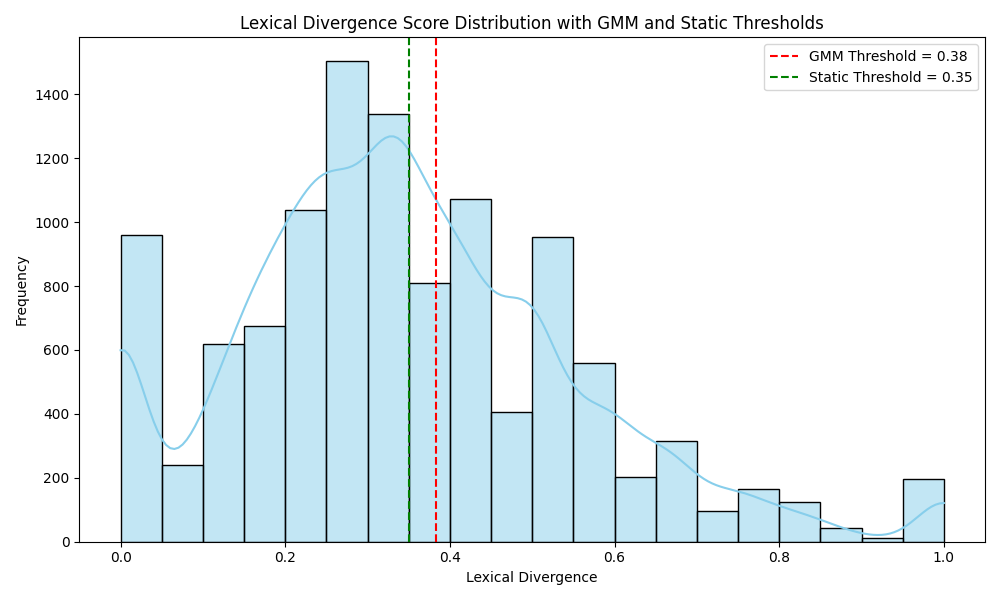 Lexical Divergence Score Distribution with GMM and Static Thresholds
GMM Threshold = 0.38
Static Threshold = 0.35
Frequency
1400
1200
1000
800
600
400
200
0
0.0 0.2 0.4 0.6 0.8 1.0
Lexical Divergence